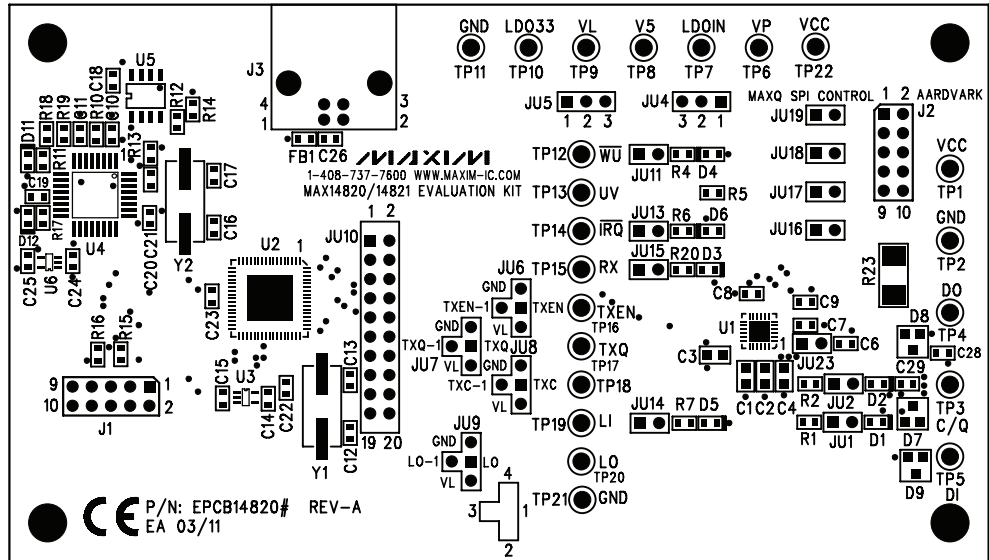 GND LDO33 VL V5 LDOIN VP VCC
TP11 TP10 TP9 TP8 TP7 TP6 TP22
J3
4 3
1 2
FB1 C26
C18 U5 R12 R14
D11 R18 R19 C11 R10 C10
R11 R13
C19
R17
D12
U4
C25 U6 C24 C21 C20
C17
C16
Y2
JU5
1 2 3
JU4
3 2 1
MAXQ SPI CONTROL
JU19
JU18
JU17
JU16
1 2 AARDVARK
J2
9 10
MAXIM
1-408-737-7600 WWW.MAXIM-IC.COM
MAX14820/14821 EVALUATION KIT
TP12 WU
JU11 R4 D4
TP13 UV
R5
TP14 IRQ
JU13 R6 D6
TP15 RX
JU15 R20 D3
TXEN
TP16
TXQ
TP17
TP18
TP19 LI
JU14 R7 D5
LO
TP20
TP21 GND
VCC
TP1
GND
TP2
R23
DO
TP4
D8
C28
C29
TP3
C/Q
D7
TP5
DI
D9
C8 C9
U1 1
C7
C3
JU23 C6
C1 C2 C4
R2 JU2 D2
R1 JU1 D1
U2 1
C23
1 2
JU10
19 20
JU6
GND
TXEN-1 TXEN
VL
GND
TXQ-1 TXQ
JU7 VL
JU8
GND
TXC-1 TXC
VL
JU9
GND
LO-1 LO
VL
4
3 1
2
R16 R15
9 1
10 2
J1
C15 U3 C14 C22
C13
C12
Y1
CE P/N: EPCB14820# REV-A
EA 03/11